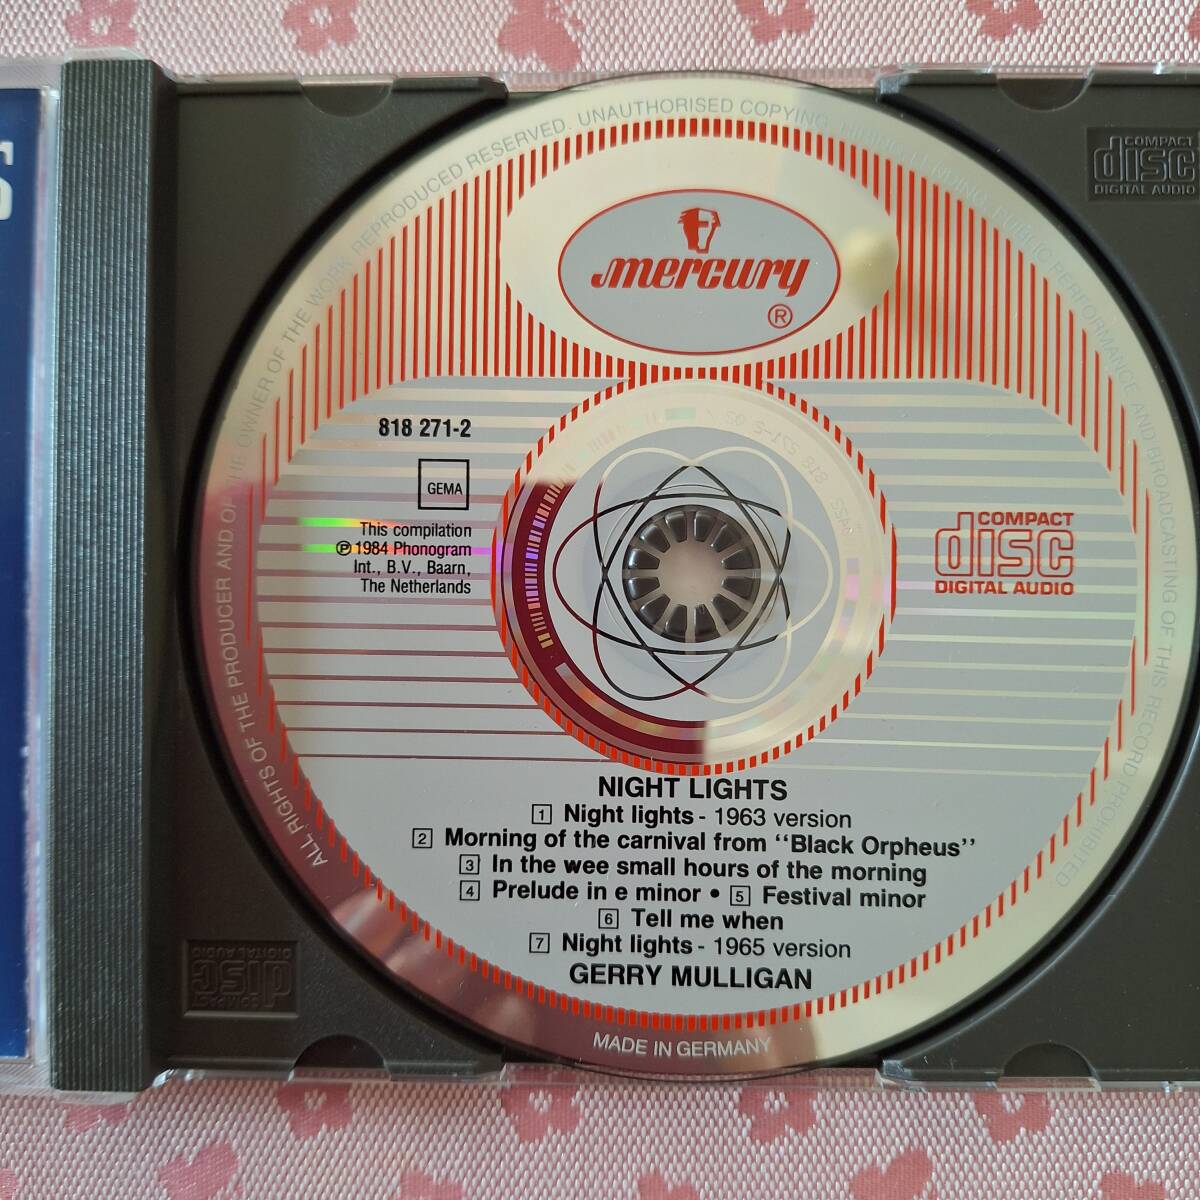 mercury
®
818 271-2
GEMA
This compilation
℗ 1984 Phonogram
Int., B.V., Baarn,
The Netherlands
COMPACT
disc
DIGITAL AUDIO
NIGHT LIGHTS
1 Night lights - 1963 version
2 Morning of the carnival from “Black Orpheus”
3 In the wee small hours of the morning
4 Prelude in e minor • 5 Festival minor
6 Tell me when
7 Night lights - 1965 version
GERRY MULLIGAN
MADE IN GERMANY
ALL RIGHTS OF THE PRODUCER AND OF THE OWNER OF THE WORK REPRODUCED RESERVED. UNAUTHORISED COPYING, HIRING, LENDING, PUBLIC PERFORMANCE AND BROADCASTING OF THIS RECORD PROHIBITED
COMPACT
disc
DIGITAL AUDIO
COMPACT
disc
DIGITAL AUDIO